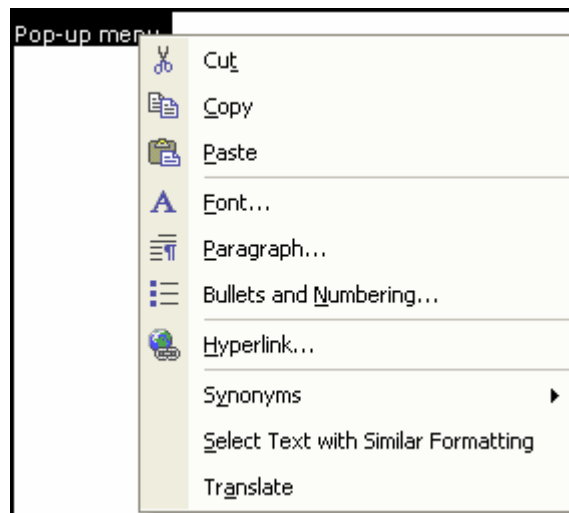 Pop-up menu
Cut
Copy
Paste
Font...
Paragraph...
Bullets and Numbering...
Hyperlink...
Synonyms
Select Text with Similar Formatting
Translate